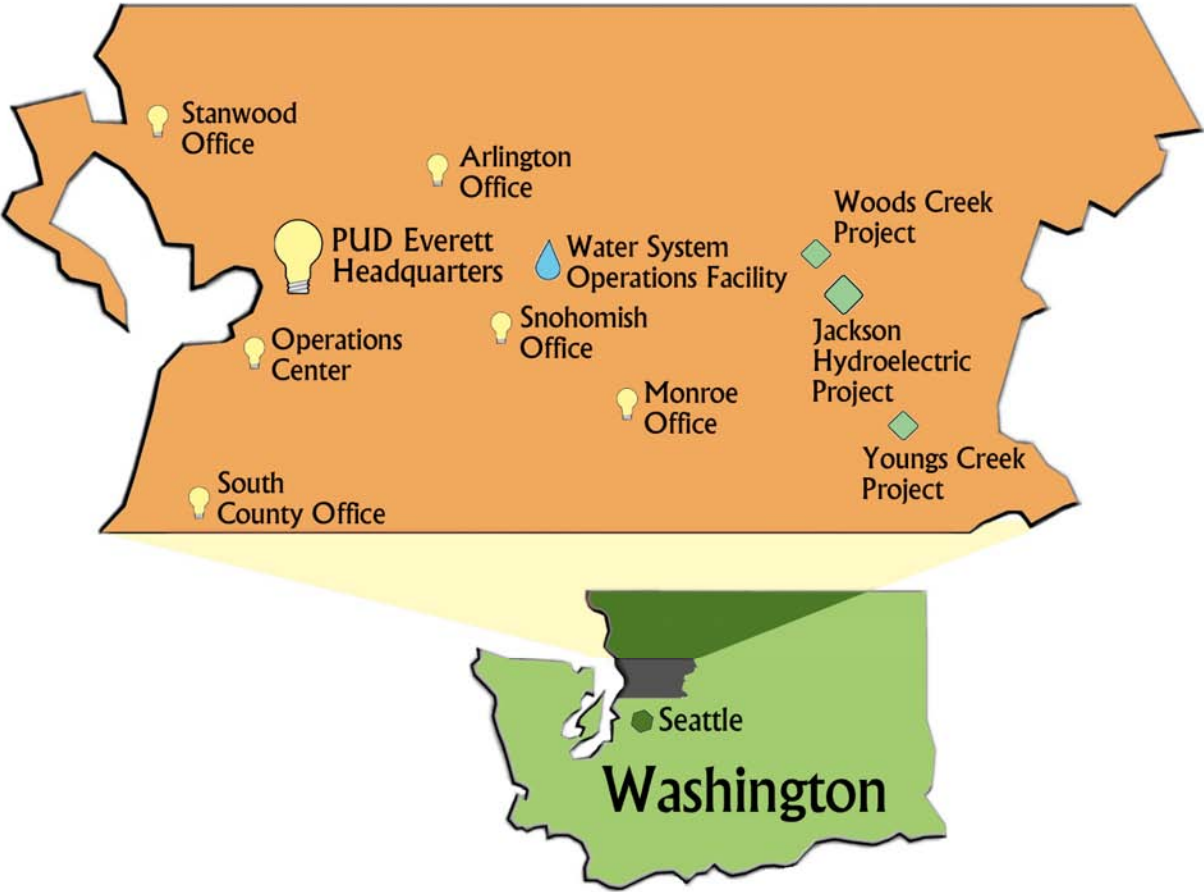 Stanwood
Office
Arlington
Office
Woods Creek
Project
PUD Everett
Headquarters
Water System
Operations Facility
Snohomish
Office
Operations
Center
Jackson
Hydroelectric
Project
Monroe
Office
Youngs Creek
Project
South
County Office
Seattle
Washington